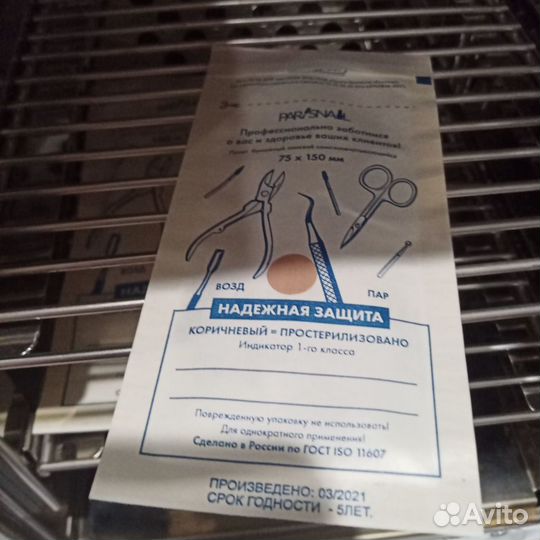 PARISNAIL
Профессионально заботимся
о вас и здоровье ваших клиентов!
75 х 150 мм
ВОЗД
ПАР
НАДЕЖНАЯ ЗАЩИТА
КОРИЧНЕВЫЙ = ПРОСТЕРИЛИЗОВАНО
Индикатор 1-го класса
Поврежденную упаковку не использовать!
Для однократного применения!
Сделано в России по ГОСТ ISO 11607
ПРОИЗВЕДЕНО: 03/2021
СРОК ГОДНОСТИ - 5ЛЕТ.
Avito